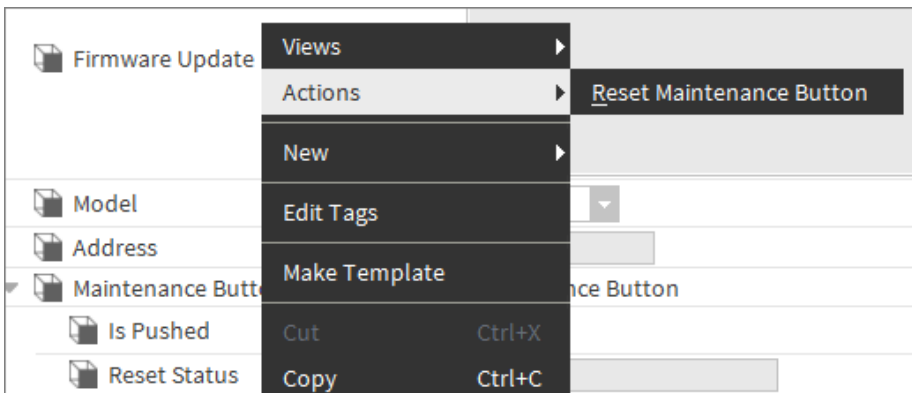 Firmware Update
Views
Actions
Reset Maintenance Button
New
Model
Edit Tags
Address
Make Template
Maintenance Butt
nce Button
Is Pushed
Cut Ctrl+X
Reset Status
Copy Ctrl+C